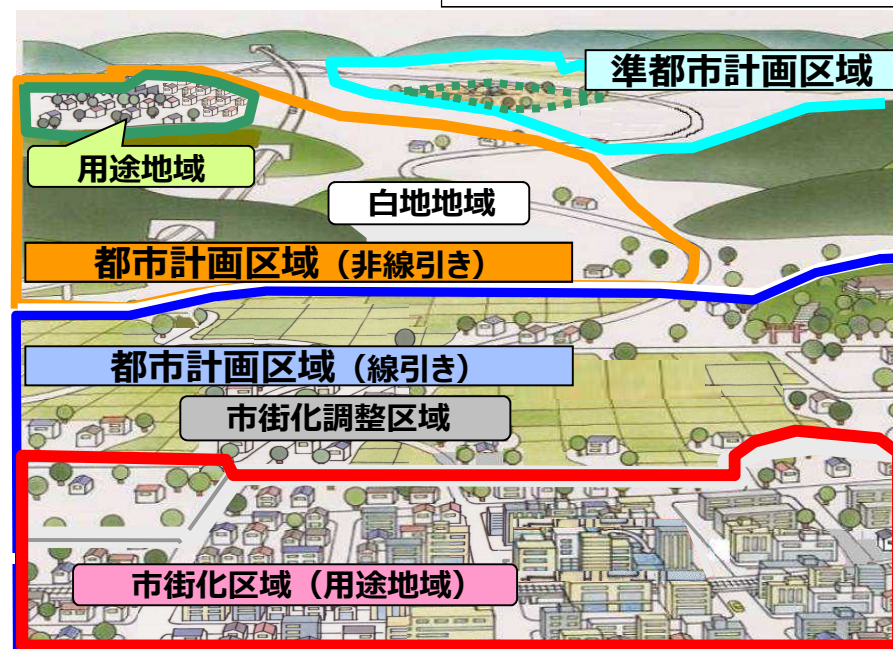 準都市計画区域
用途地域
白地地域
都市計画区域（非線引き）
都市計画区域（線引き）
市街化調整区域
市街化区域（用途地域）